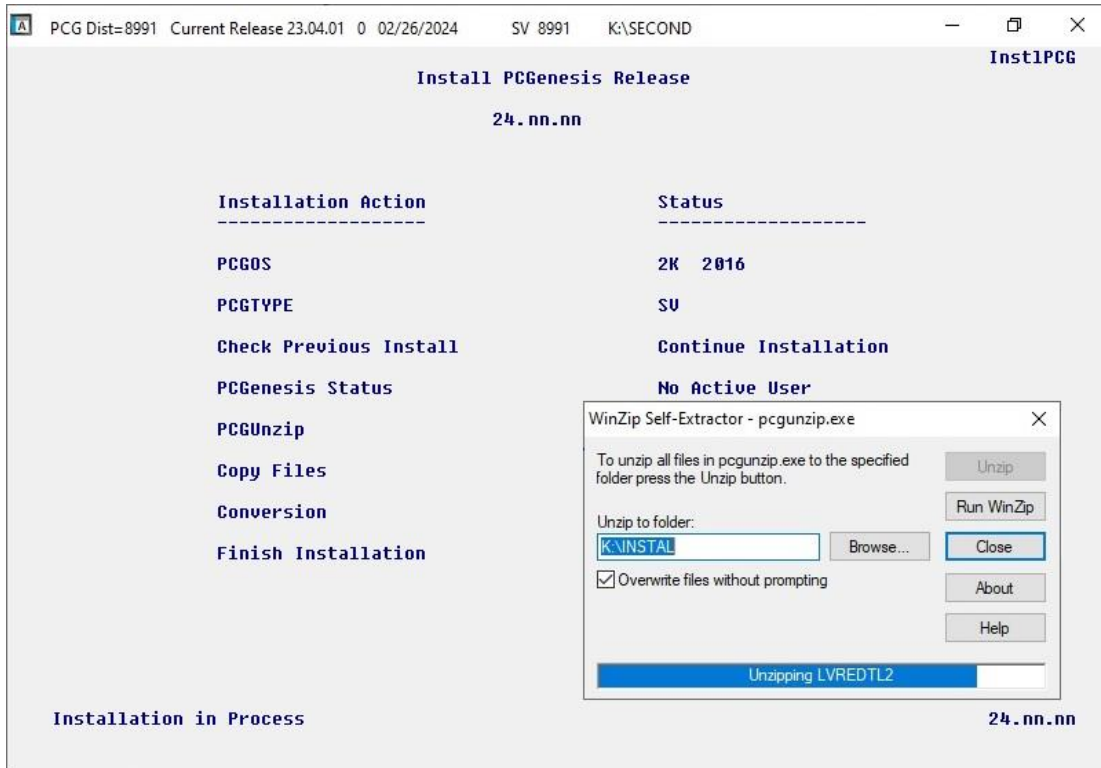 A PCG Dist=8991 Current Release 23.04.01 0 02/26/2024 SV 8991 K:\SECOND
InstlPCG
Install PCGenesis Release
24.nn.nn
Installation Action Status
------------------- -------------------
PCGOS 2K 2016
PCGTYPE SV
Check Previous Install Continue Installation
PCGenesis Status No Active User
PCGUnzip
Copy Files
Conversion
Finish Installation
WinZip Self-Extractor - pcgunzip.exe
To unzip all files in pcgunzip.exe to the specified
folder press the Unzip button.
Unzip
Run WinZip
Unzip to folder:
K:\INSTAL Browse... Close
Overwrite files without prompting
About
Help
Unzipping LVREDTL2
Installation in Process 24.nn.nn